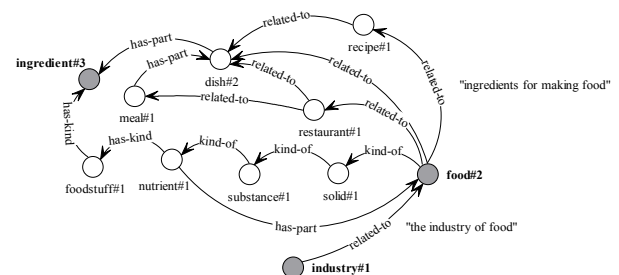 related-to
recipe#1
has-part
ingredient#3
has-part
dish#2
related-to
related-to
related-to
"ingredients for making food"
meal#1
related-to
related-to
restaurant#1
has-kind
has-kind
kind-of
kind-of
kind-of
foodstuff#1
nutrient#1
substance#1
solid#1
food#2
has-part
related-to
"the industry of food"
industry#1